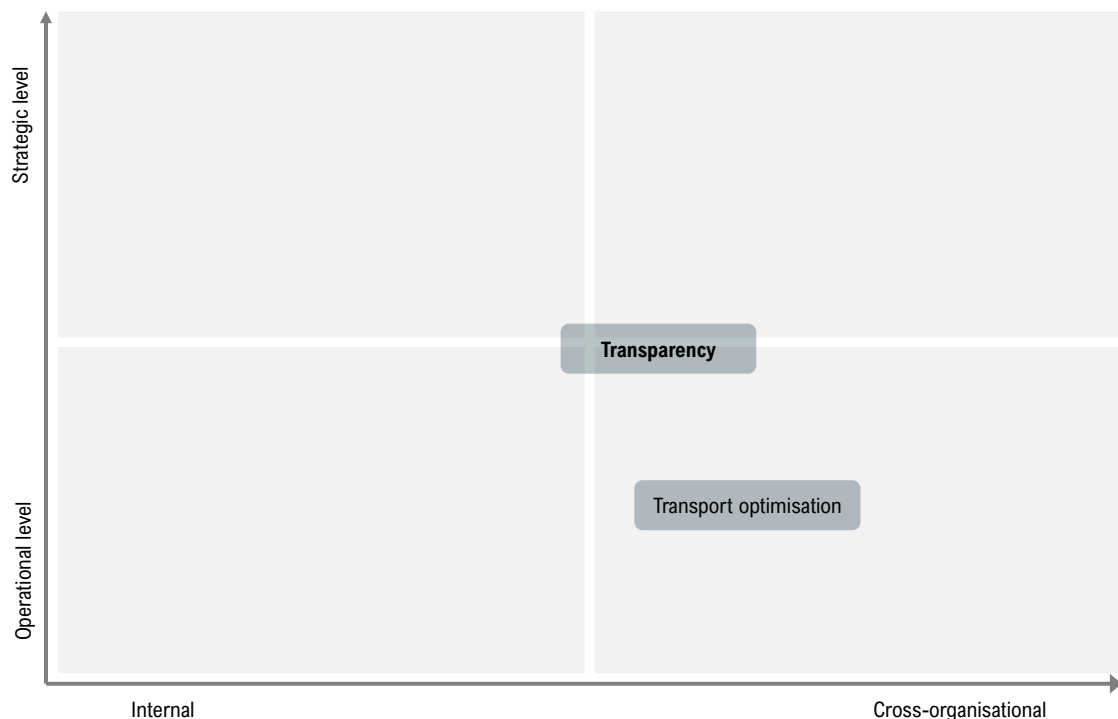 Strategic level
Transparency
Transport optimisation
Operational level
Internal
Cross-organisational